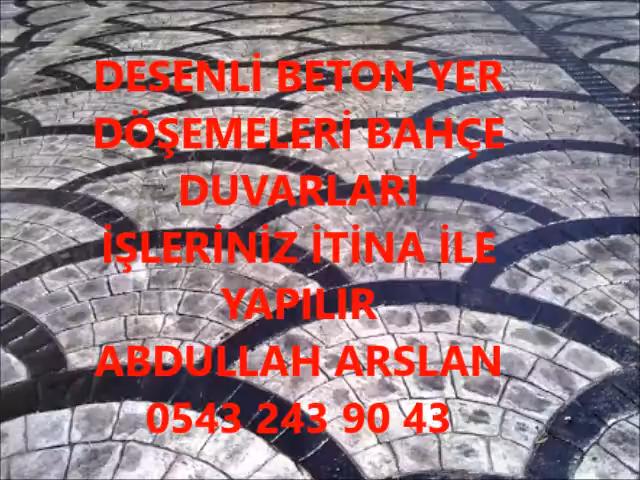 DESENLİ BETON YER
DÖŞEMELERİ BAHÇE
DUVARLARI
İŞLERİNİZ İTİNA İLE
YAPILIR
ABDULLAH ARSLAN
0543 243 90 43